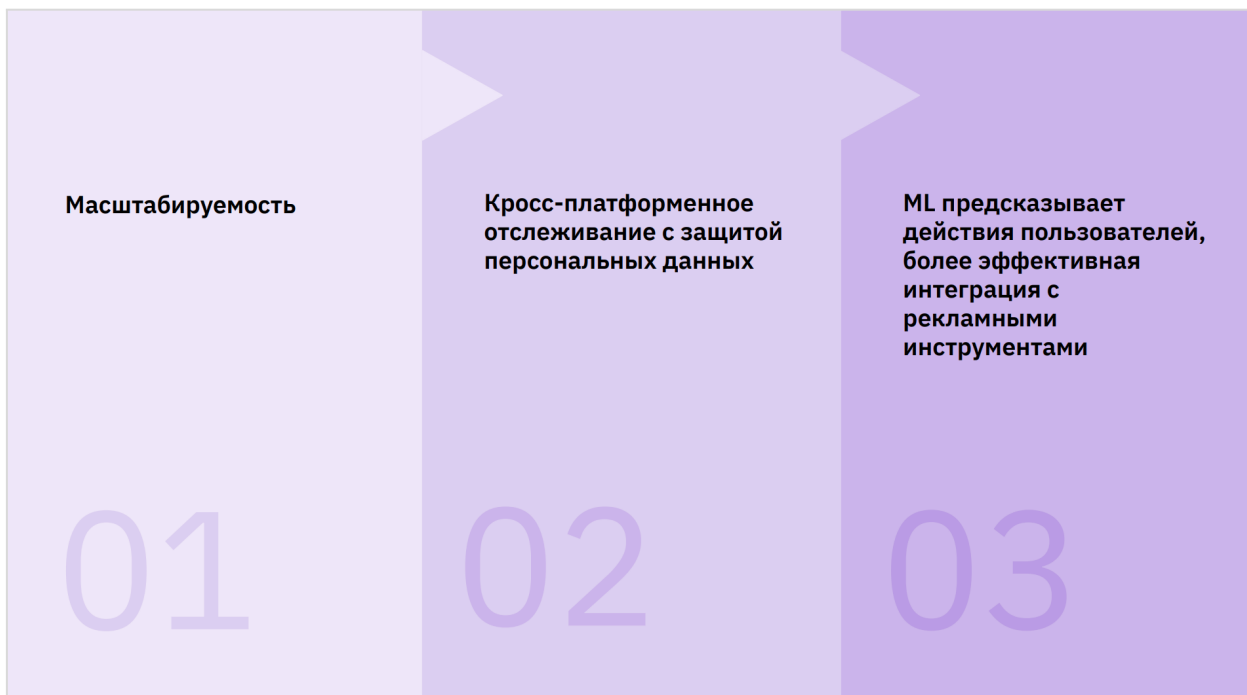 Масштабируемость
01
Кросс-платформенное
отслеживание с защитой
персональных данных
02
ML предсказывает
действия пользователей,
более эффективная
интеграция с
рекламными
инструментами
03